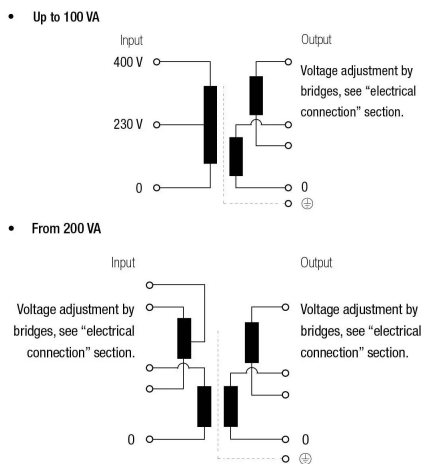 • Up to 100 VA
Input
Output
400 V
230 V
0
Voltage adjustment by
bridges, see “electrical
connection” section.
0
• From 200 VA
Input
Output
Voltage adjustment by
bridges, see “electrical
connection” section.
0
Voltage adjustment by
bridges, see “electrical
connection” section.
0